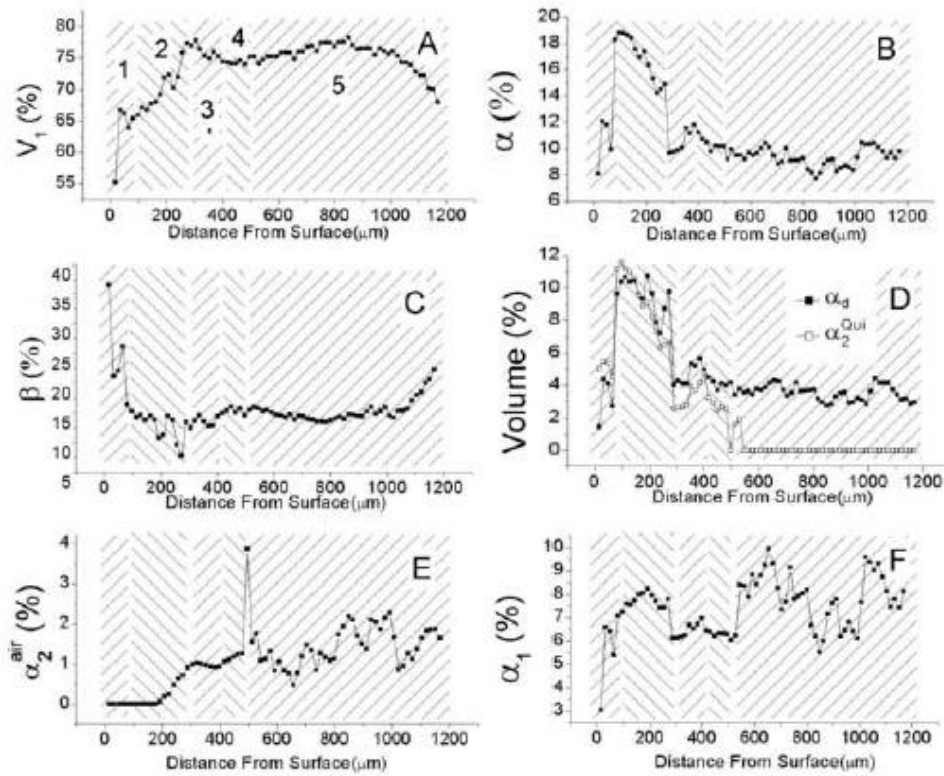 A
V1 (%)
80
75
70
65
60
55
1
2
3
4
5
0 200 400 600 800 1000 1200
Distance From Surface(μm)
B
α (%)
20
18
16
14
12
10
8
6
0 200 400 600 800 1000 1200
Distance From Surface(μm)
C
β (%)
40
35
30
25
20
15
10
5
0 200 400 600 800 1000 1200
Distance From Surface(μm)
D
Volume (%)
12
10
8
6
4
2
0
αd
α2Qui
0 200 400 600 800 1000 1200
Distance From Surface(μm)
E
α2air (%)
4
3
2
1
0
0 200 400 600 800 1000 1200
Distance From Surface(μm)
F
α1 (%)
10
9
8
7
6
5
4
3
0 200 400 600 800 1000 1200
Distance From Surface(μm)